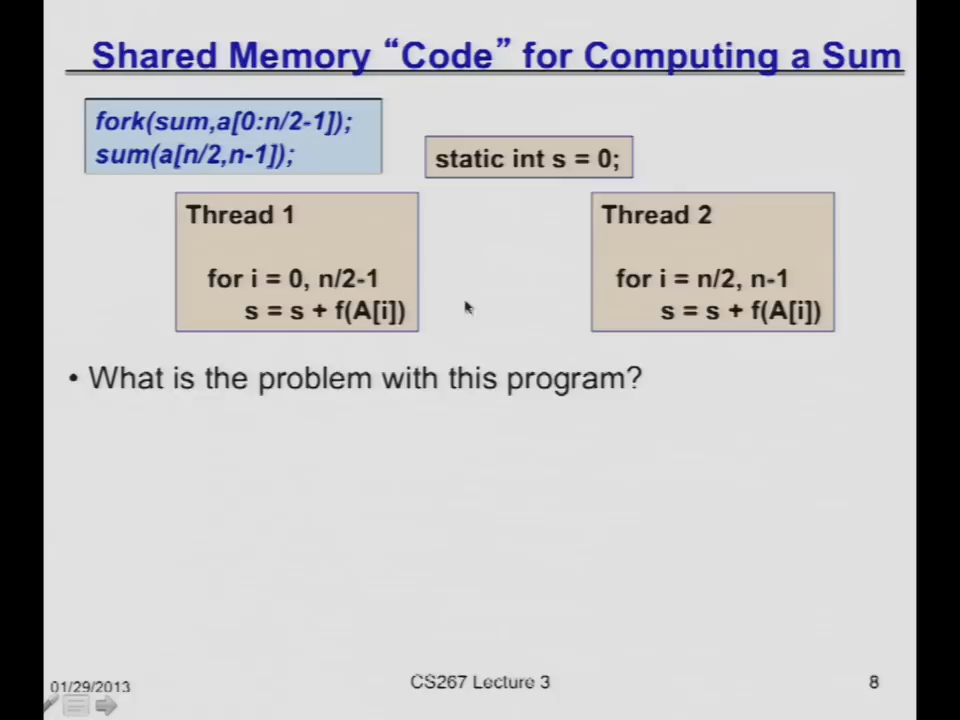 Shared Memory “Code” for Computing a Sum
fork(sum,a[0:n/2-1]);
sum(a[n/2,n-1]);
static int s = 0;
Thread 1
for i = 0, n/2-1
s = s + f(A[i])
Thread 2
for i = n/2, n-1
s = s + f(A[i])
• What is the problem with this program?
01/29/2013
CS267 Lecture 3
8